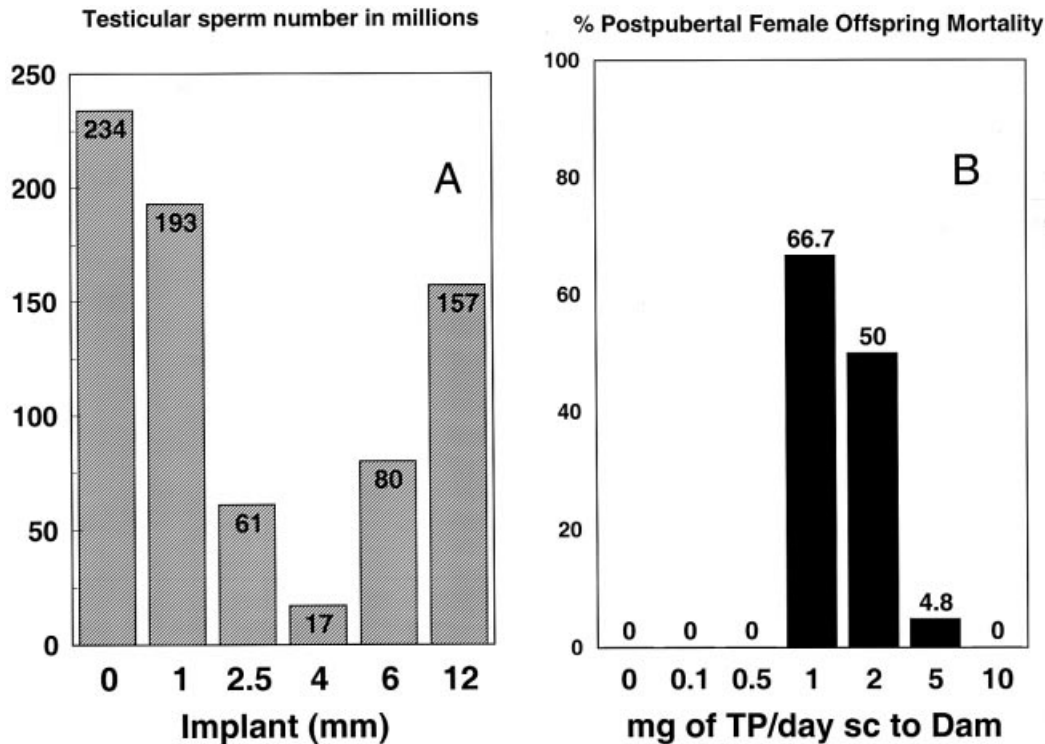 Testicular sperm number in millions
250
200
150
100
50
0
234
193
61
17
80
157
A
0 1 2.5 4 6 12
Implant (mm)
% Postpubertal Female Offspring Mortality
100
80
60
40
20
0
0 0 0 66.7 50 4.8 0
B
0 0.1 0.5 1 2 5 10
mg of TP/day sc to Dam